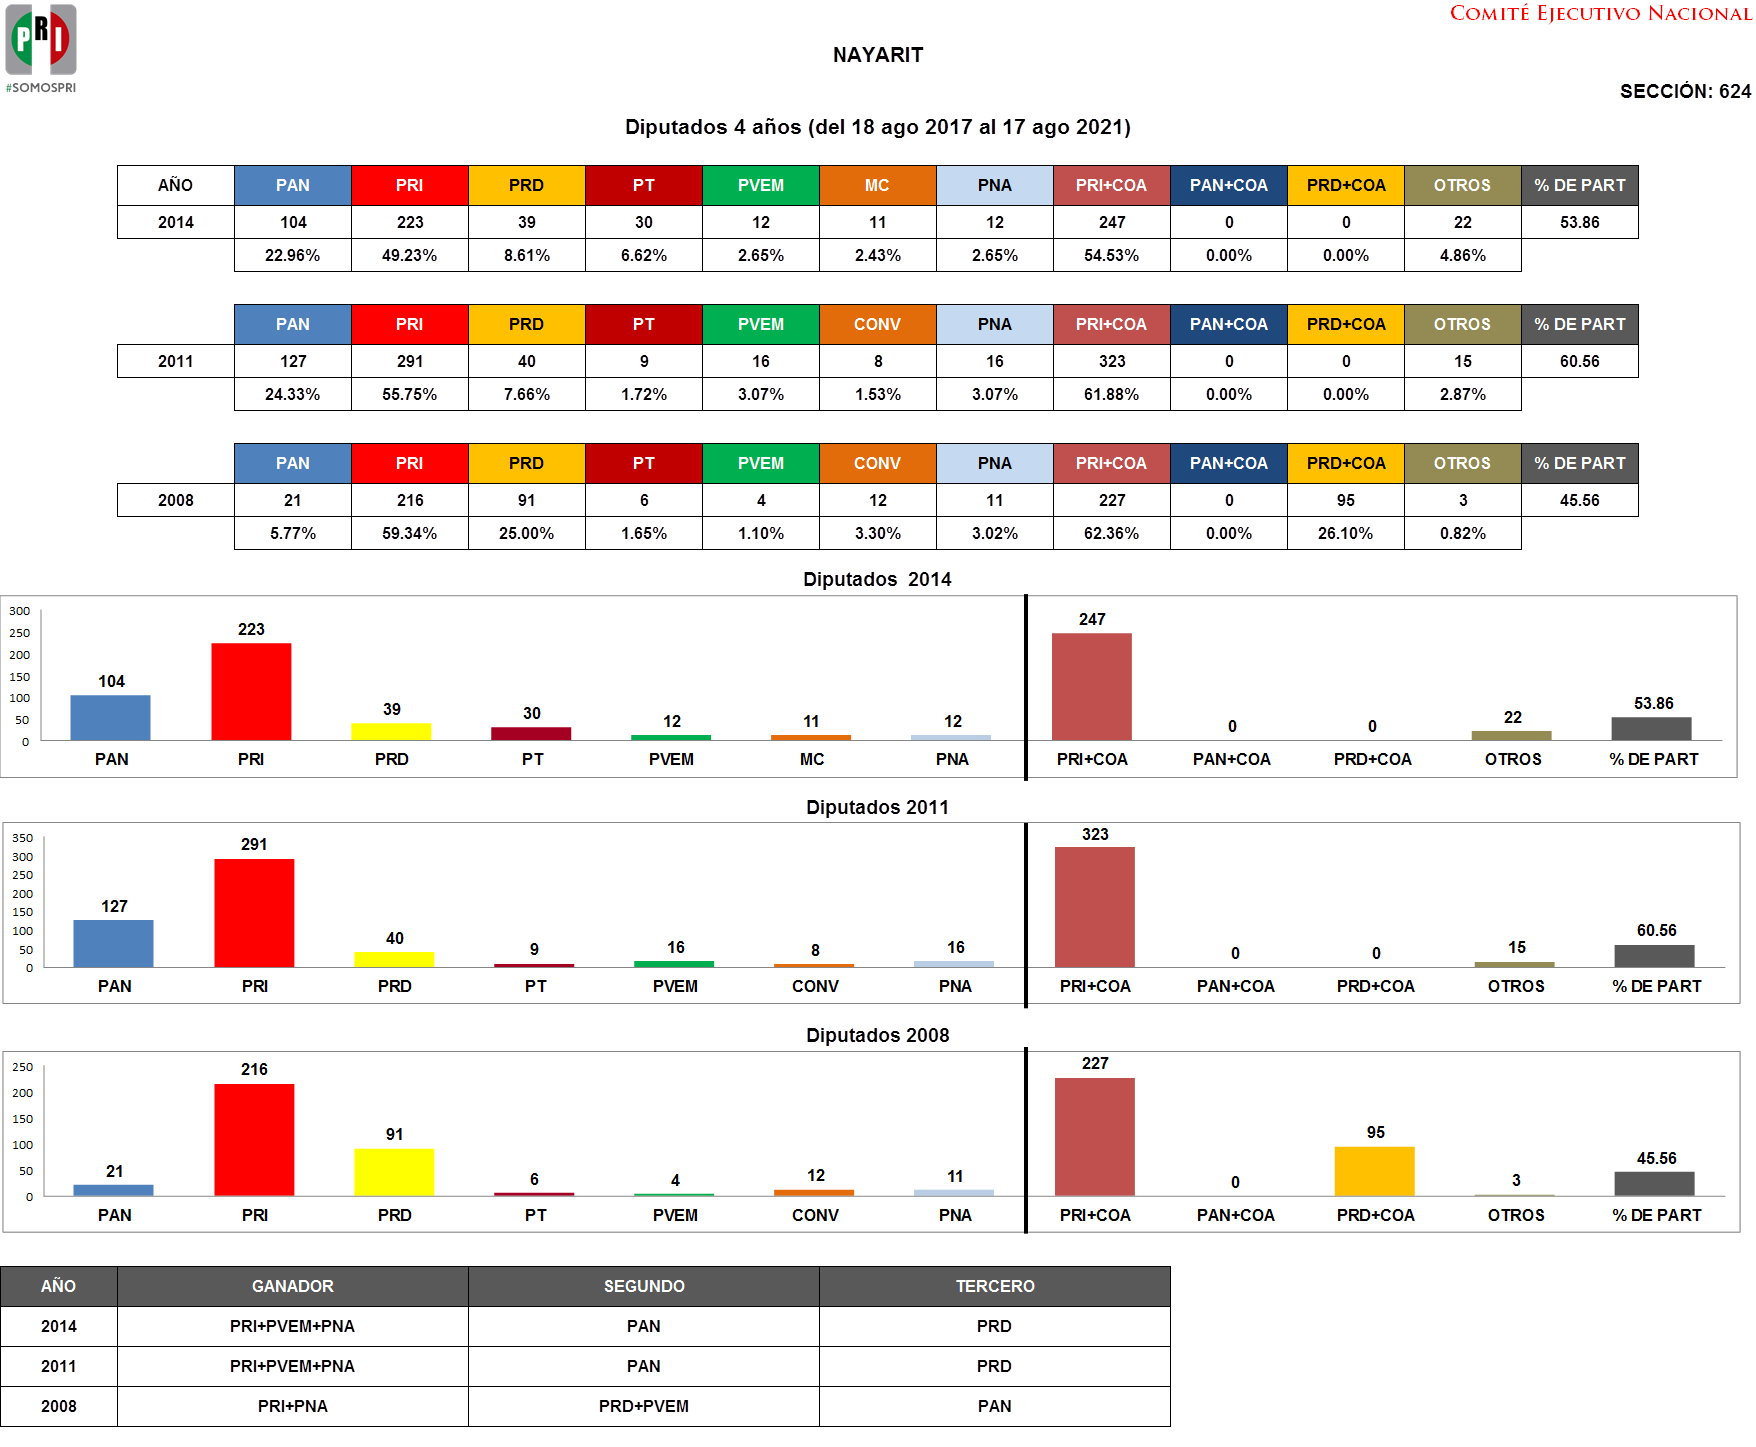 PRI
#SOMOSPRI
COMITÉ EJECUTIVO NACIONAL
NAYARIT
SECCIÓN: 624
Diputados 4 años (del 18 ago 2017 al 17 ago 2021)
AÑO PAN PRI PRD PT PVEM MC PNA PRI+COA PAN+COA PRD+COA OTROS % DE PART
2014 104 223 39 30 12 11 12 247 0 0 22 53.86
22.96% 49.23% 8.61% 6.62% 2.65% 2.43% 2.65% 54.53% 0.00% 0.00% 4.86%
PAN PRI PRD PT PVEM CONV PNA PRI+COA PAN+COA PRD+COA OTROS % DE PART
2011 127 291 40 9 16 8 16 323 0 0 15 60.56
24.33% 55.75% 7.66% 1.72% 3.07% 1.53% 3.07% 61.88% 0.00% 0.00% 2.87%
PAN PRI PRD PT PVEM CONV PNA PRI+COA PAN+COA PRD+COA OTROS % DE PART
2008 21 216 91 6 4 12 11 227 0 95 3 45.56
5.77% 59.34% 25.00% 1.65% 1.10% 3.30% 3.02% 62.36% 0.00% 26.10% 0.82%
Diputados  2014
300
250
200
150
100
50
0
104 223 39 30 12 11 12 247 0 0 22 53.86
PAN PRI PRD PT PVEM MC PNA PRI+COA PAN+COA PRD+COA OTROS % DE PART
Diputados 2011
350
300
250
200
150
100
50
0
127 291 40 9 16 8 16 323 0 0 15 60.56
PAN PRI PRD PT PVEM CONV PNA PRI+COA PAN+COA PRD+COA OTROS % DE PART
Diputados 2008
250
200
150
100
50
0
21 216 91 6 4 12 11 227 0 95 3 45.56
PAN PRI PRD PT PVEM CONV PNA PRI+COA PAN+COA PRD+COA OTROS % DE PART
AÑO GANADOR SEGUNDO TERCERO
2014 PRI+PVEM+PNA PAN PRD
2011 PRI+PVEM+PNA PAN PRD
2008 PRI+PNA PRD+PVEM PAN